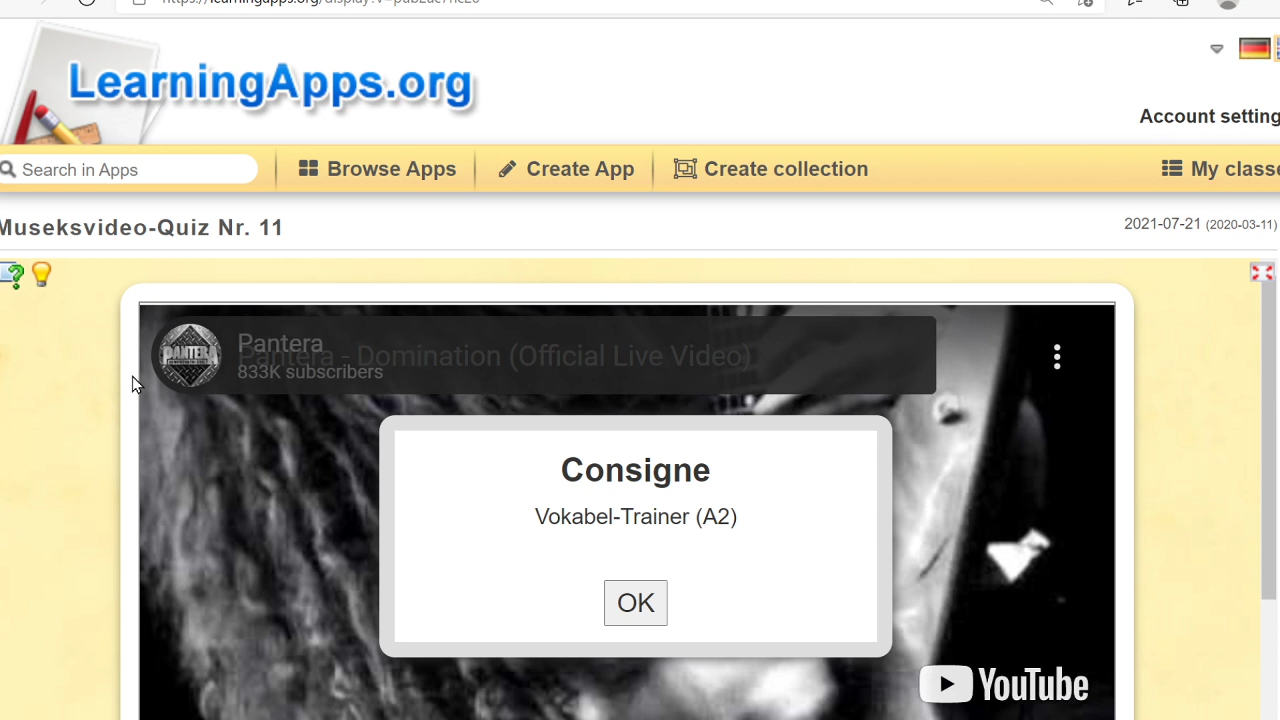 LearningApps.org
Account setting
Search in Apps
Browse Apps
Create App
Create collection
My classe
Museksvideo-Quiz Nr. 11
2021-07-21 (2020-03-11)
Pantera
Pantera - Domination (Official Live Video)
833K subscribers
Consigne
Vokabel-Trainer (A2)
OK
YouTube